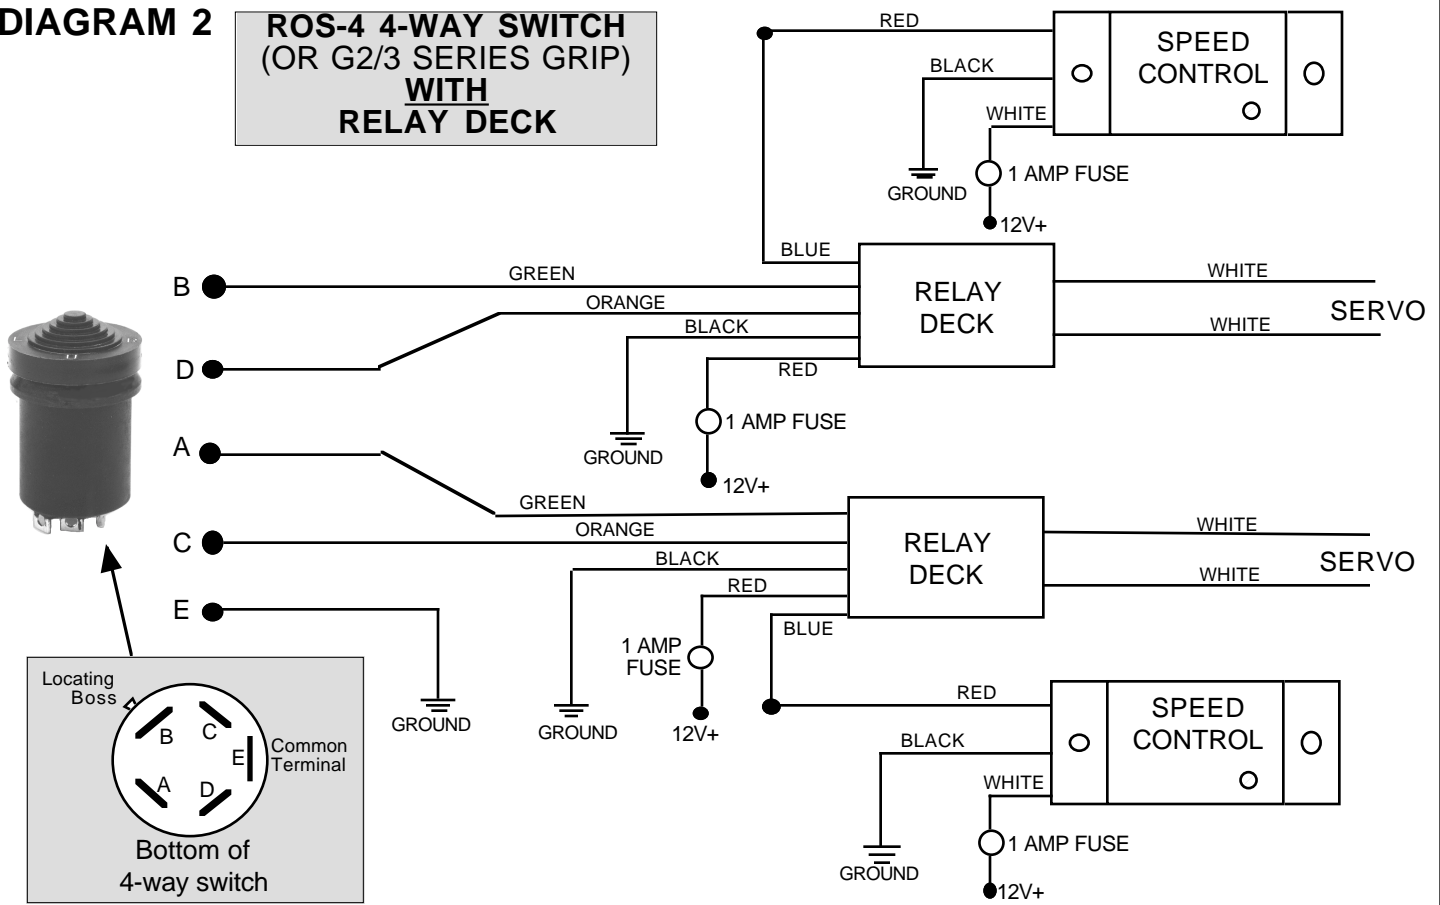 DIAGRAM 2
ROS-4 4-WAY SWITCH
(OR G2/3 SERIES GRIP)
WITH
RELAY DECK
RED
SPEED
CONTROL
BLACK
WHITE
1 AMP FUSE
GROUND
12V+
BLUE
B
GREEN
ORANGE
BLACK
RELAY
DECK
WHITE
SERVO
WHITE
D
RED
1 AMP FUSE
GROUND
12V+
A
GREEN
C
ORANGE
BLACK
RED
RELAY
DECK
WHITE
SERVO
WHITE
E
BLUE
1 AMP
FUSE
GROUND
GROUND
12V+
RED
SPEED
CONTROL
BLACK
WHITE
1 AMP FUSE
GROUND
12V+
Locating
Boss
B
C
E
Common
Terminal
A
D
Bottom of
4-way switch